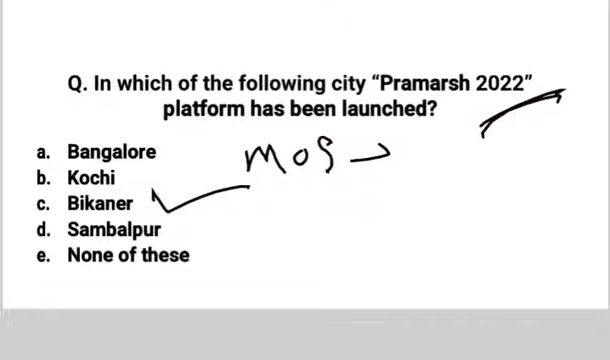 Q. In which of the following city “Pramarsh 2022”
platform has been launched?
a. Bangalore
b. Kochi
c. Bikaner
d. Sambalpur
e. None of these
MOS